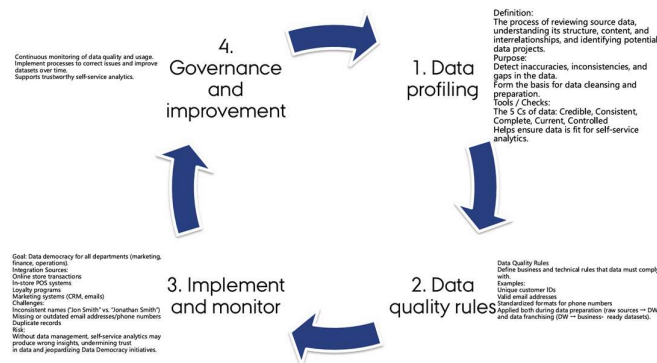 Definition:
The process of reviewing source data,
understanding its structure, content, and
interrelationships, and identifying potential
data projects.
Purpose:
Detect inaccuracies, inconsistencies, and
gaps in the data.
Form the basis for data cleansing and
preparation.
Tools / Checks:
The 5 Cs of data: Credible, Consistent,
Complete, Current, Controlled
Helps ensure data is fit for self-service
analytics.
1. Data
profiling
2. Data
quality rules
Data Quality Rules
Define business and technical rules that data must comply
with.
Examples:
Unique customer IDs
Valid email addresses
Standardized formats for phone numbers
Applied both during data preparation (raw sources → DW)
and data franchising (DW → business- ready datasets).
3. Implement
and monitor
Goal: Data democracy for all departments (marketing,
finance, operations).
Integration Sources:
Online store transactions
In-store POS systems
Loyalty programs
Marketing systems (CRM, emails)
Challenges:
Inconsistent names ("Jon Smith" vs. "Jonathan Smith")
Missing or outdated email addresses/phone numbers
Duplicate records
Risk:
Without data management, self-service analytics may
produce wrong insights, undermining trust
in data and jeopardizing Data Democracy initiatives.
4.
Governance
and
improvement
Continuous monitoring of data quality and usage.
Implement processes to correct issues and improve
datasets over time.
Supports trustworthy self-service analytics.